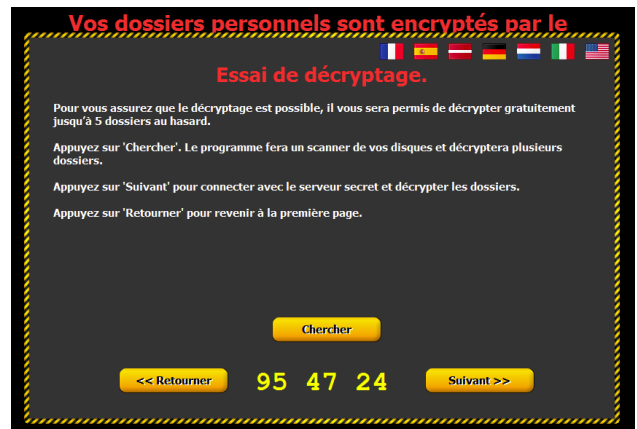 Vos dossiers personnels sont encryptés par le
Essai de décryptage.
Pour vous assurez que le décryptage est possible, il vous sera permis de décrypter gratuitement
jusqu'à 5 dossiers au hasard.
Appuyez sur 'Chercher'. Le programme fera un scanner de vos disques et décryptera plusieurs
dossiers.
Appuyez sur 'Suivant' pour connecter avec le serveur secret et décrypter les dossiers.
Appuyez sur 'Retourner' pour revenir à la première page.
Chercher
<< Retourner 95 47 24 Suivant >>